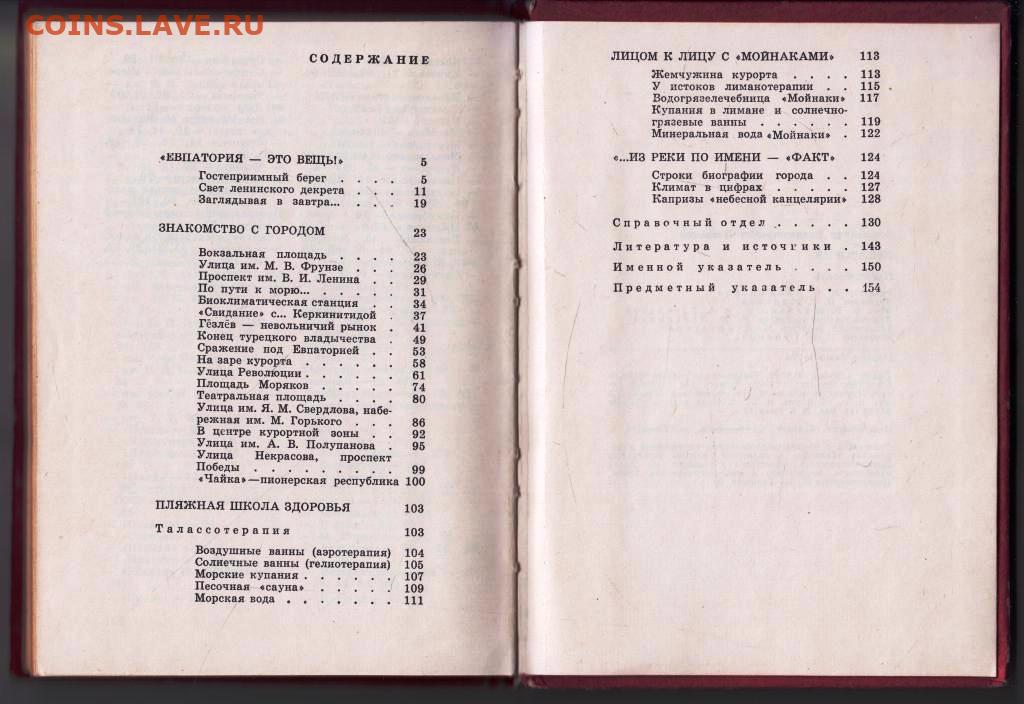 COINS.LAVE.RU
СОДЕРЖАНИЕ
«ЕВПАТОРИЯ — ЭТО ВЕЩЬ!» 5
Гостеприимный берег . . . . 5
Свет ленинского декрета . . . 11
Заглядывая в завтра... . . . 19
ЗНАКОМСТВО С ГОРОДОМ 23
Вокзальная площадь . . . . 23
Улица им. М. В. Фрунзе . . . 26
Проспект им. В. И. Ленина . . 29
По пути к морю... . . . . . 31
Биоклиматическая станция . . . 34
«Свидание» с... Керкинитидой . 37
Гёзлёв — невольничий рынок . 41
Конец турецкого владычества . 49
Сражение под Евпаторией . . 53
На заре курорта . . . . . . 58
Улица Революции . . . . . . 61
Площадь Моряков . . . . . 74
Театральная площадь . . . . 80
Улица им. Я. М. Свердлова, набе-
режная им. М. Горького . . . 86
В центре курортной зоны . . 92
Улица им. А. В. Полупанова . 95
Улица Некрасова, проспект
Победы . . . . . . . . . 99
«Чайка»—пионерская республика 100
ПЛЯЖНАЯ ШКОЛА ЗДОРОВЬЯ 103
Талассотерапия 103
Воздушные ванны (аэротерапия) 104
Солнечные ванны (гелиотерапия) 105
Морские купания . . . . . . 107
Песочная «сауна» . . . . . 109
Морская вода . . . . . . . 111
ЛИЦОМ К ЛИЦУ С «МОЙНАКАМИ» 113
Жемчужина курорта . . . . 113
У истоков лиманотерапии . . 115
Водогрязелечебница «Мойнаки» 117
Купания в лимане и солнечно-
грязевые ванны . . . . . . 119
Минеральная вода «Мойнаки» . 122
«...ИЗ РЕКИ ПО ИМЕНИ — «ФАКТ» 124
Строки биографии города . . 124
Климат в цифрах . . . . . 127
Капризы «небесной канцелярии» 128
Справочный отдел . . . . . 130
Литература и источники . 143
Именной указатель . . . . 150
Предметный указатель . . 154